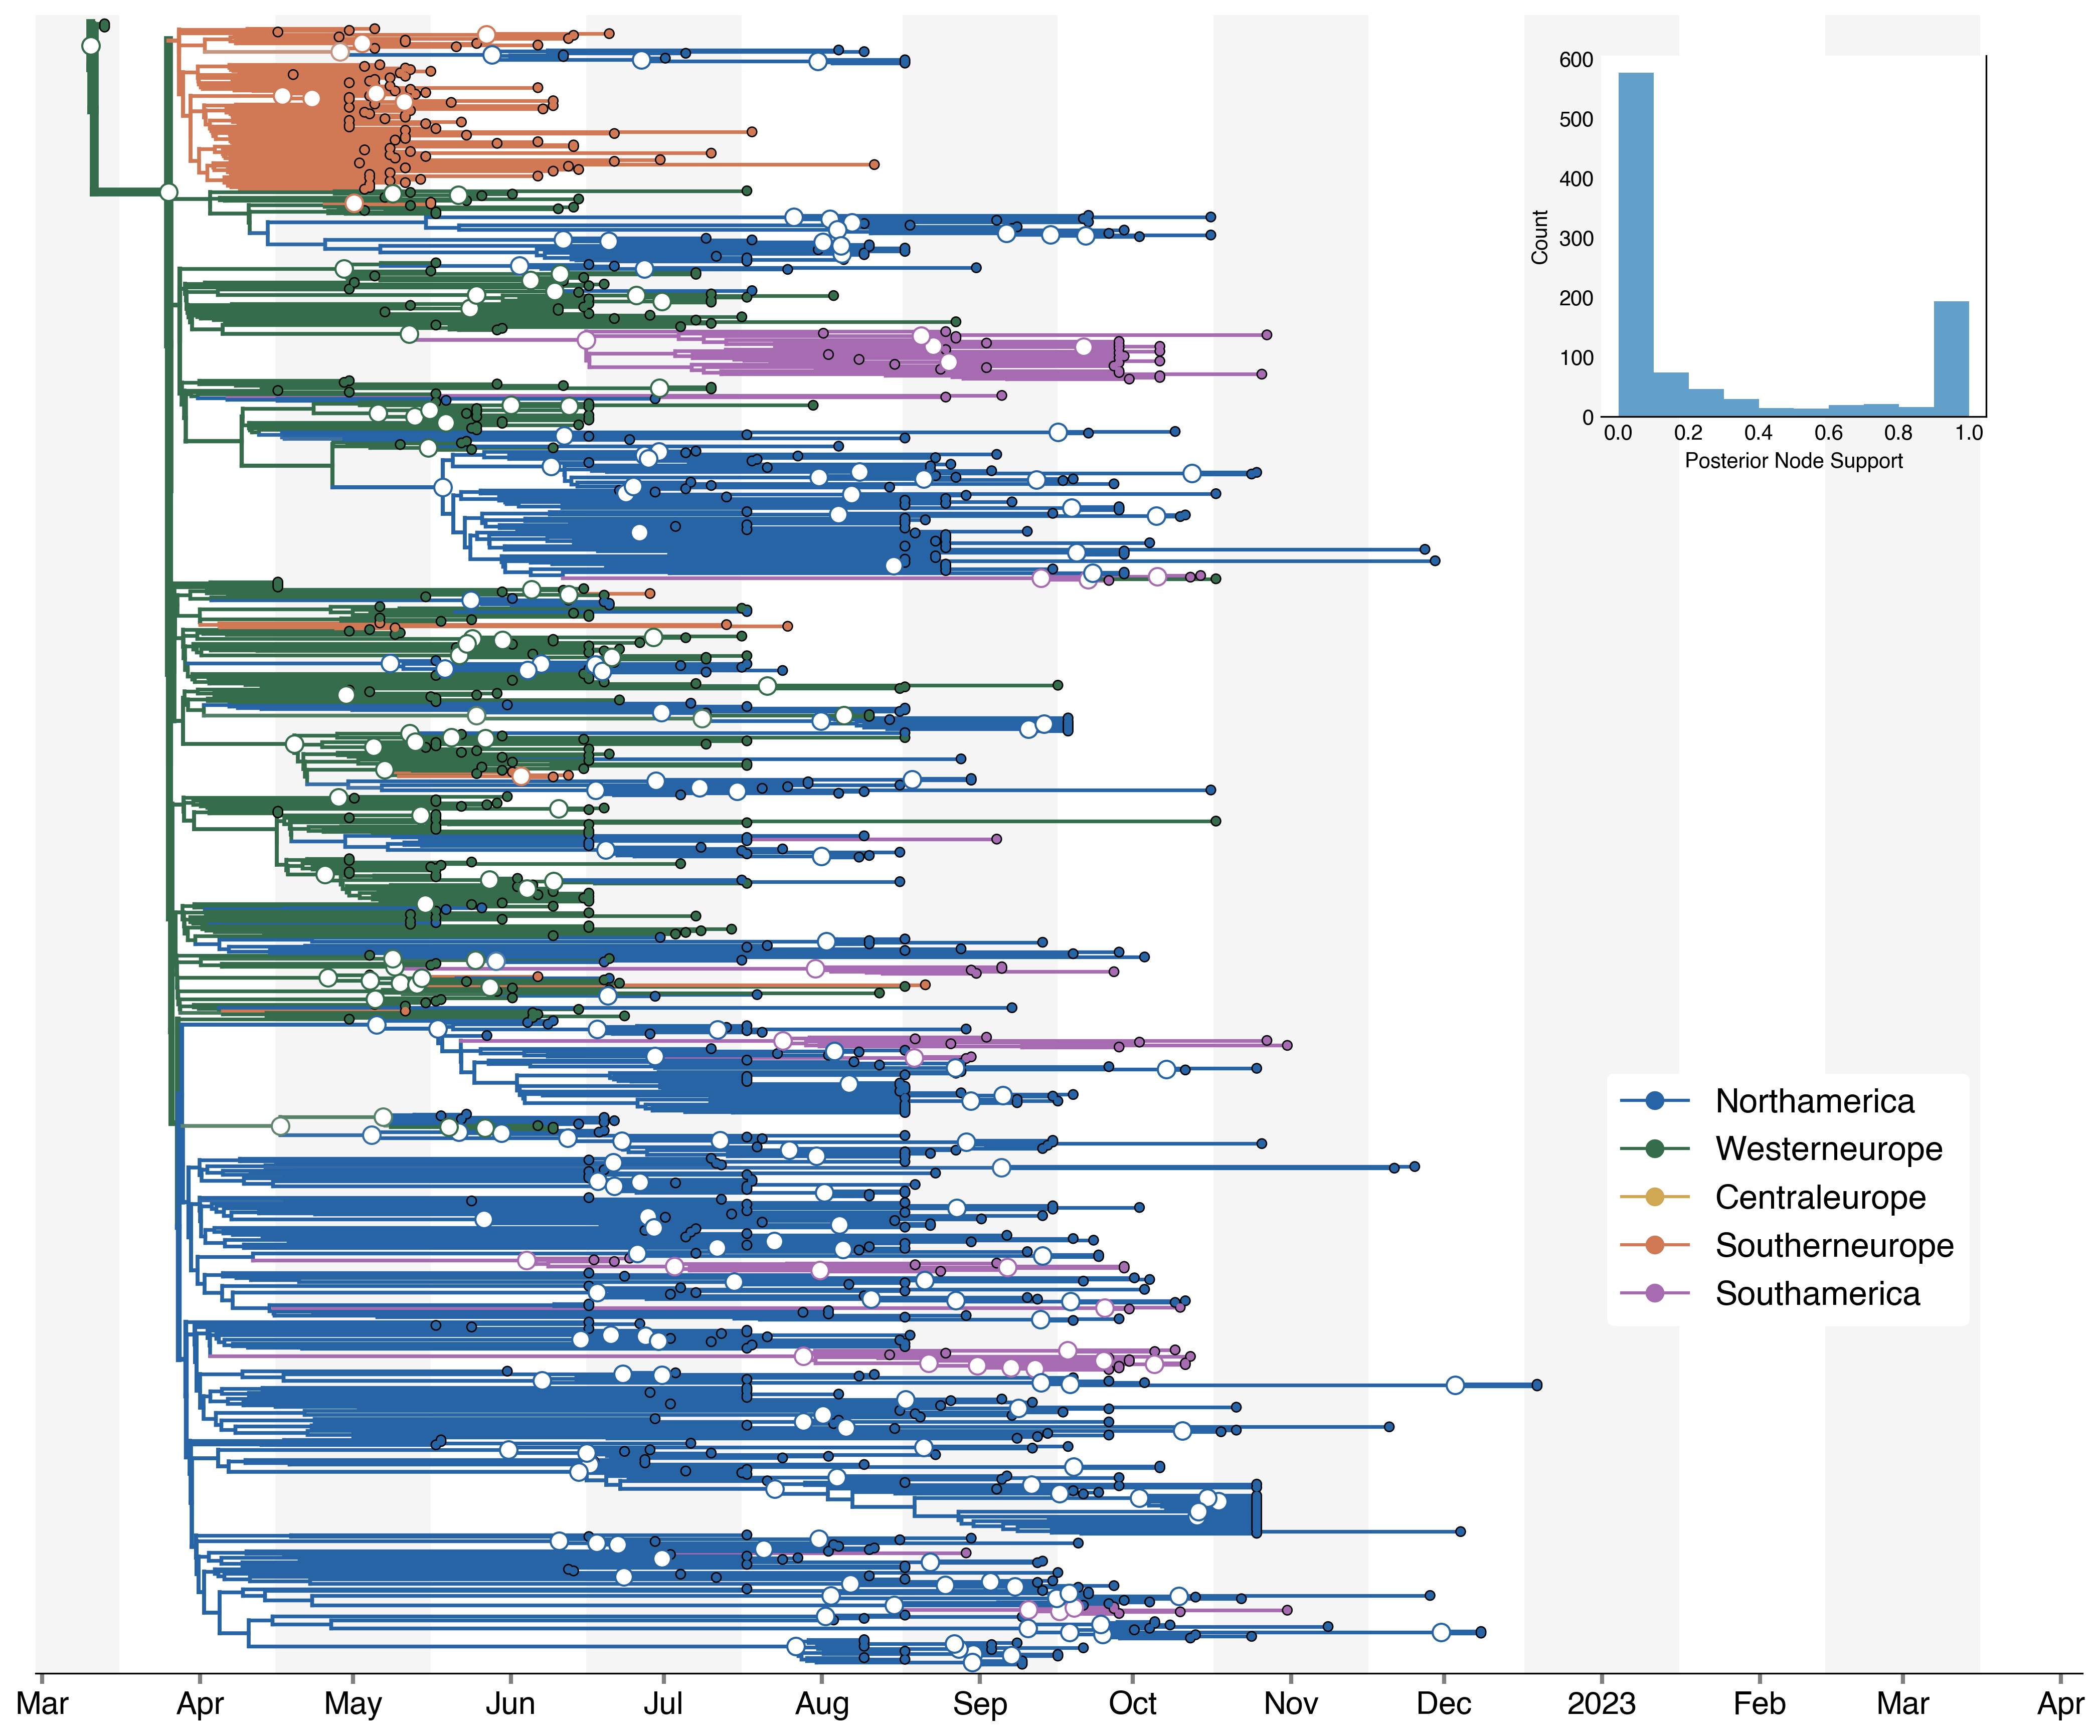 600
500
400
300
200
100
0
Count
0.0 0.2 0.4 0.6 0.8 1.0
Posterior Node Support
Northamerica
Westerneurope
Centraleurope
Southerneurope
Southamerica
Mar Apr May Jun Jul Aug Sep Oct Nov Dec 2023 Feb Mar Apr